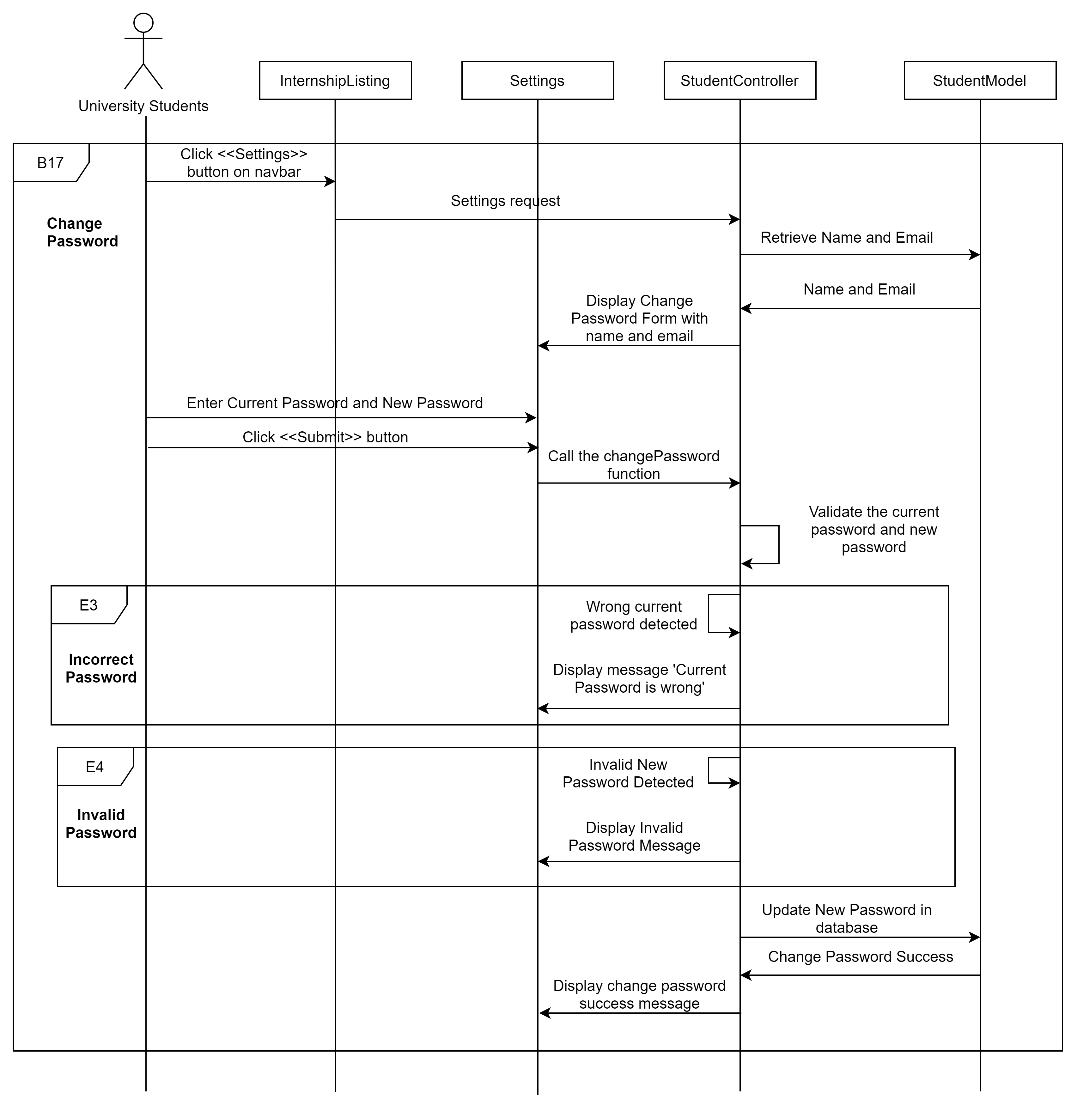 University Students
InternshipListing
Settings
StudentController
StudentModel
B17
Change
Password
Click <<Settings>>
button on navbar
Settings request
Retrieve Name and Email
Name and Email
Display Change
Password Form with
name and email
Enter Current Password and New Password
Click <<Submit>> button
Call the changePassword
function
Validate the current
password and new
password
E3
Incorrect
Password
Wrong current
password detected
Display message 'Current
Password is wrong'
E4
Invalid
Password
Invalid New
Password Detected
Display Invalid
Password Message
Update New Password in
database
Change Password Success
Display change password
success message